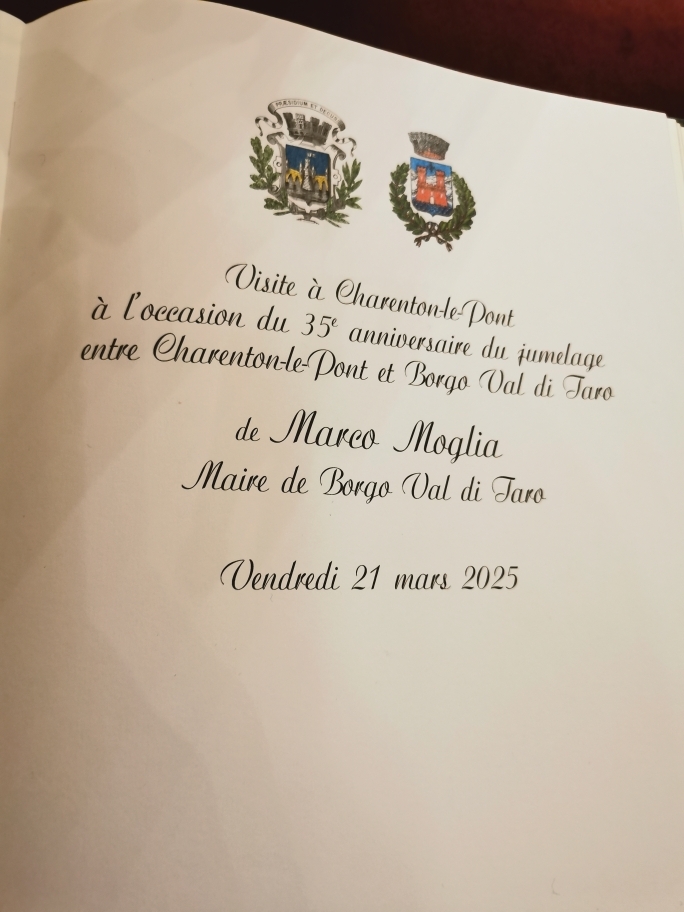 PRÆSIDIUM ET DECUS
Visite à Charenton-le-Pont
à l'occasion du 35e anniversaire du jumelage
entre Charenton-le-Pont et Borgo Val di Taro
de Marco Moglia
Maire de Borgo Val di Taro
Vendredi 21 mars 2025